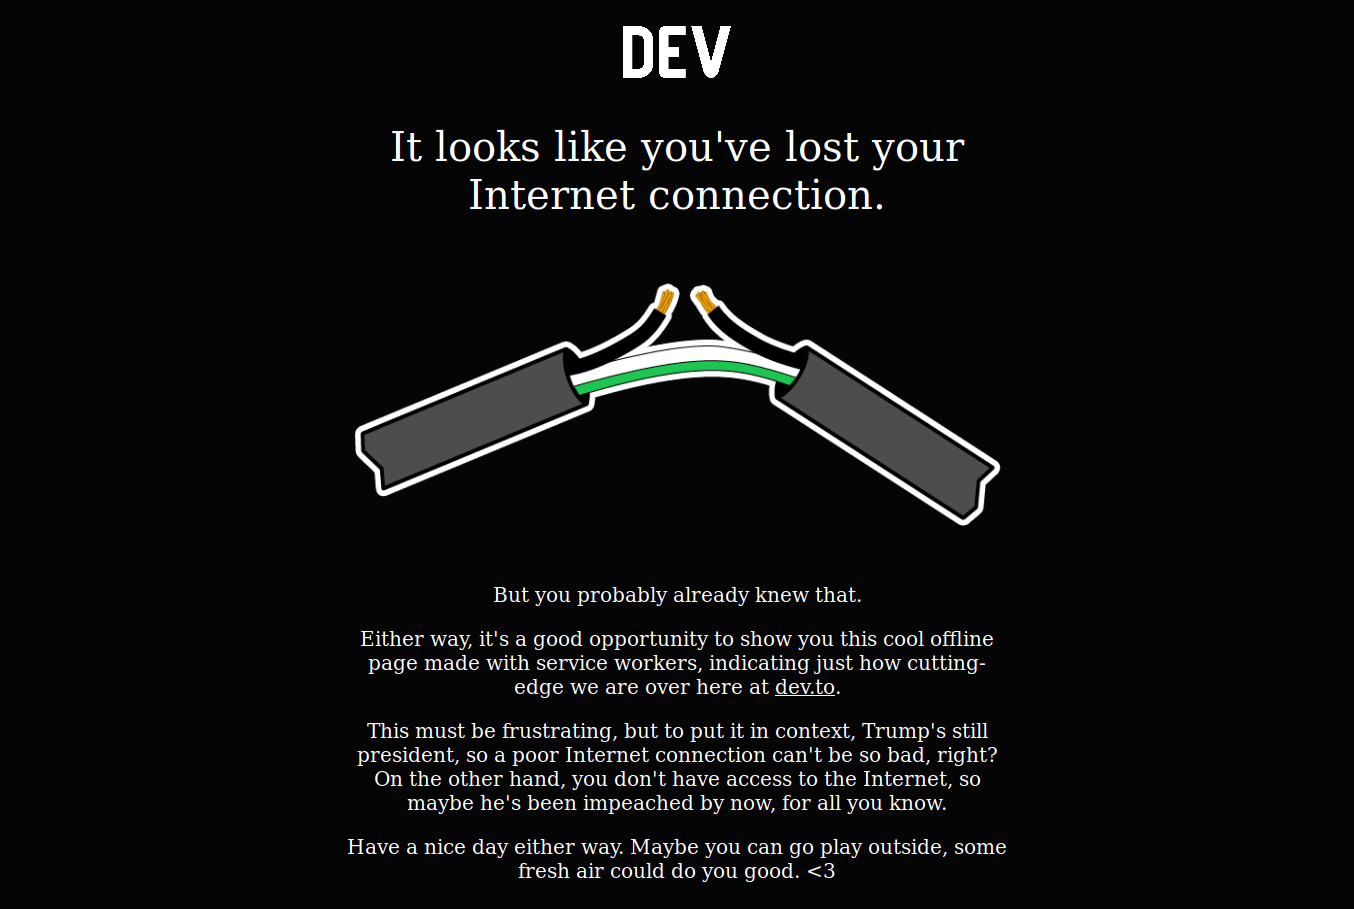 DEV
It looks like you've lost your
Internet connection.
But you probably already knew that.
Either way, it's a good opportunity to show you this cool offline
page made with service workers, indicating just how cutting-
edge we are over here at dev.to.
This must be frustrating, but to put it in context, Trump's still
president, so a poor Internet connection can't be so bad, right?
On the other hand, you don't have access to the Internet, so
maybe he's been impeached by now, for all you know.
Have a nice day either way. Maybe you can go play outside, some
fresh air could do you good. <3